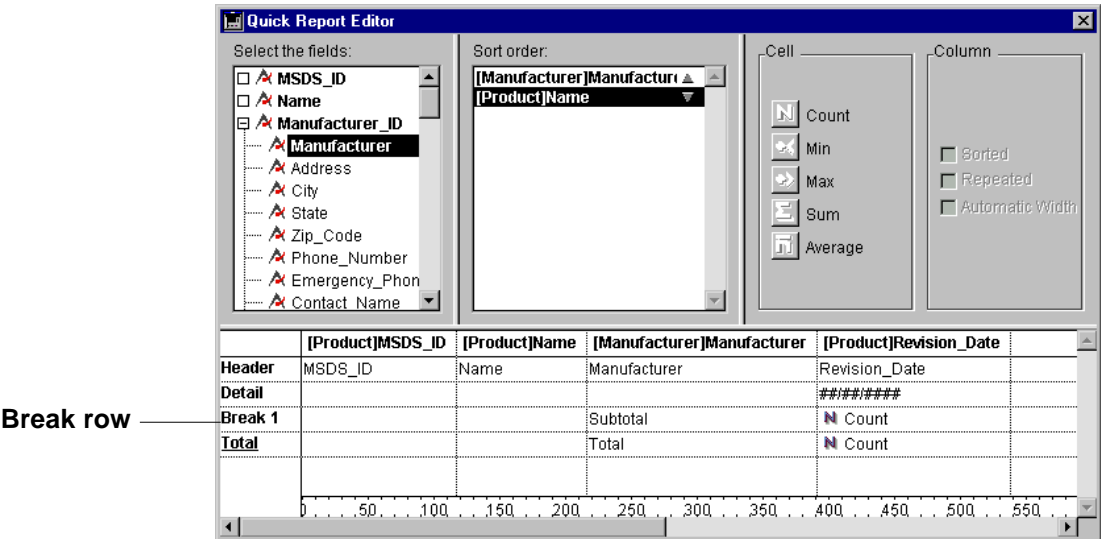 Quick Report Editor
Select the fields:
MSDS_ID
Name
Manufacturer_ID
Manufacturer
Address
City
State
Zip_Code
Phone_Number
Emergency_Phon
Contact_Name
Sort order:
[Manufacturer]Manufacture
[Product]Name
Cell
Count
Min
Max
Sum
Average
Column
Sorted
Repeated
Automatic Width
[Product]MSDS_ID [Product]Name [Manufacturer]Manufacturer [Product]Revision_Date
Header MSDS_ID Name Manufacturer Revision_Date
Detail ##/##/####
Break row
Break 1 Subtotal N Count
Total Total N Count
0 50 100 150 200 250 300 350 400 450 500 550